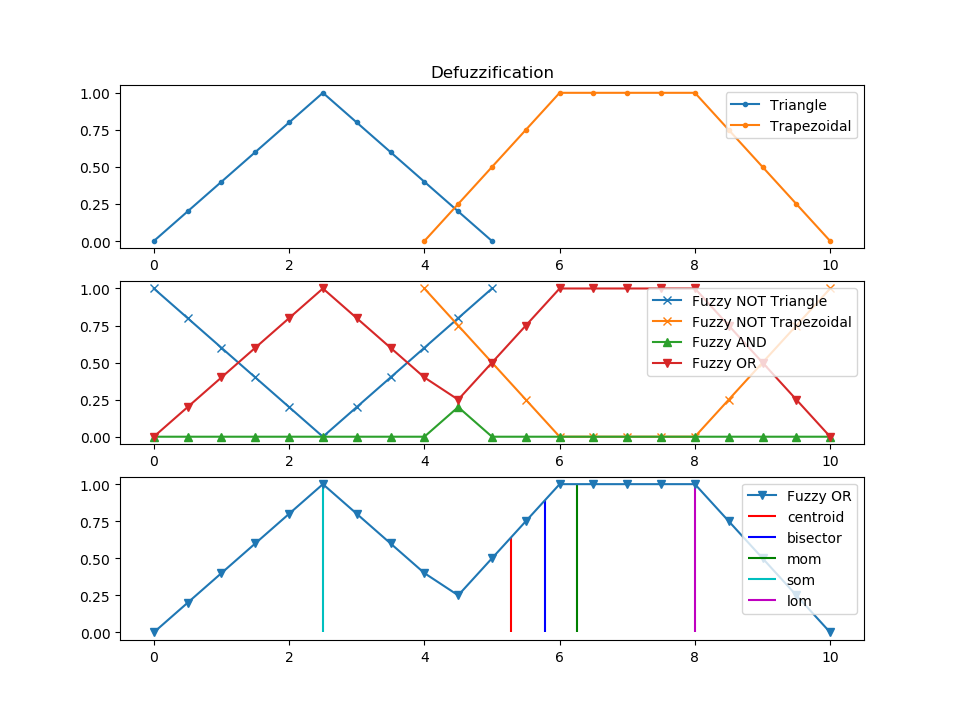 Defuzzification
1.00
0.75
0.50
0.25
0.00
Triangle
Trapezoidal
0 2 4 6 8 10
1.00
0.75
0.50
0.25
0.00
Fuzzy NOT Triangle
Fuzzy NOT Trapezoidal
Fuzzy AND
Fuzzy OR
0 2 4 6 8 10
1.00
0.75
0.50
0.25
0.00
Fuzzy OR
centroid
bisector
mom
som
lom
0 2 4 6 8 10